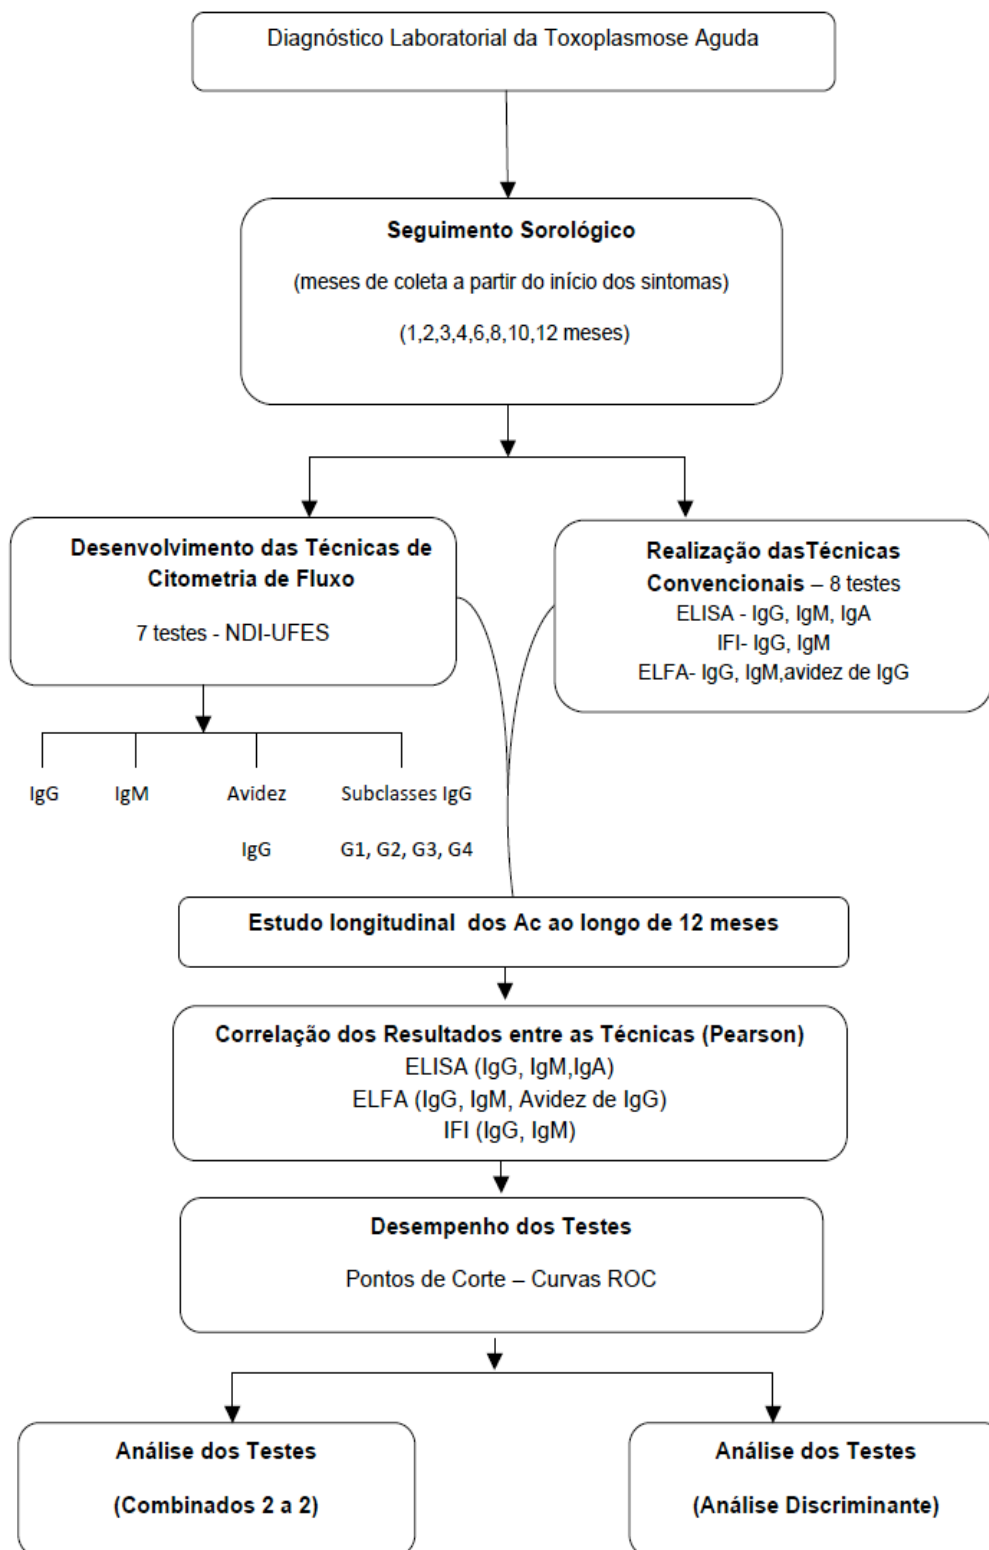 Diagnóstico Laboratorial da Toxoplasmose Aguda
Seguimento Sorológico
(meses de coleta a partir do início dos sintomas)
(1,2,3,4,6,8,10,12 meses)
Desenvolvimento das Técnicas de
Citometria de Fluxo
7 testes - NDI-UFES
Realização dasTécnicas
Convencionais – 8 testes
ELISA - IgG, IgM, IgA
IFI- IgG, IgM
ELFA- IgG, IgM,avidez de IgG
IgG
IgM
Avidez
IgG
Subclasses IgG
G1, G2, G3, G4
Estudo longitudinal dos Ac ao longo de 12 meses
Correlação dos Resultados entre as Técnicas (Pearson)
ELISA (IgG, IgM,IgA)
ELFA (IgG, IgM, Avidez de IgG)
IFI (IgG, IgM)
Desempenho dos Testes
Pontos de Corte – Curvas ROC
Análise dos Testes
(Combinados 2 a 2)
Análise dos Testes
(Análise Discriminante)